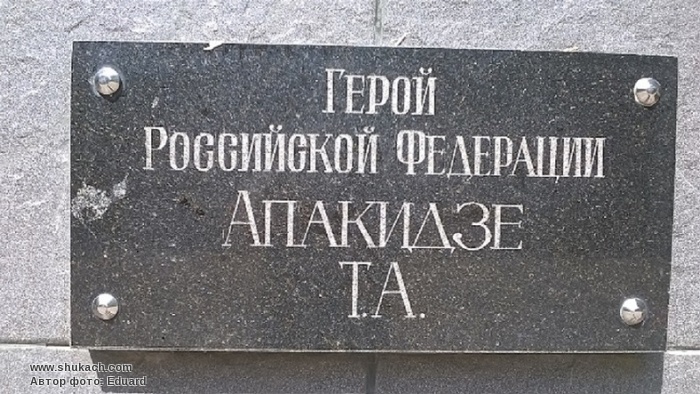 Герой
Российской Федерации
Апакидзе
Т.А.
www.shukach.com
Автор фото: Eduard